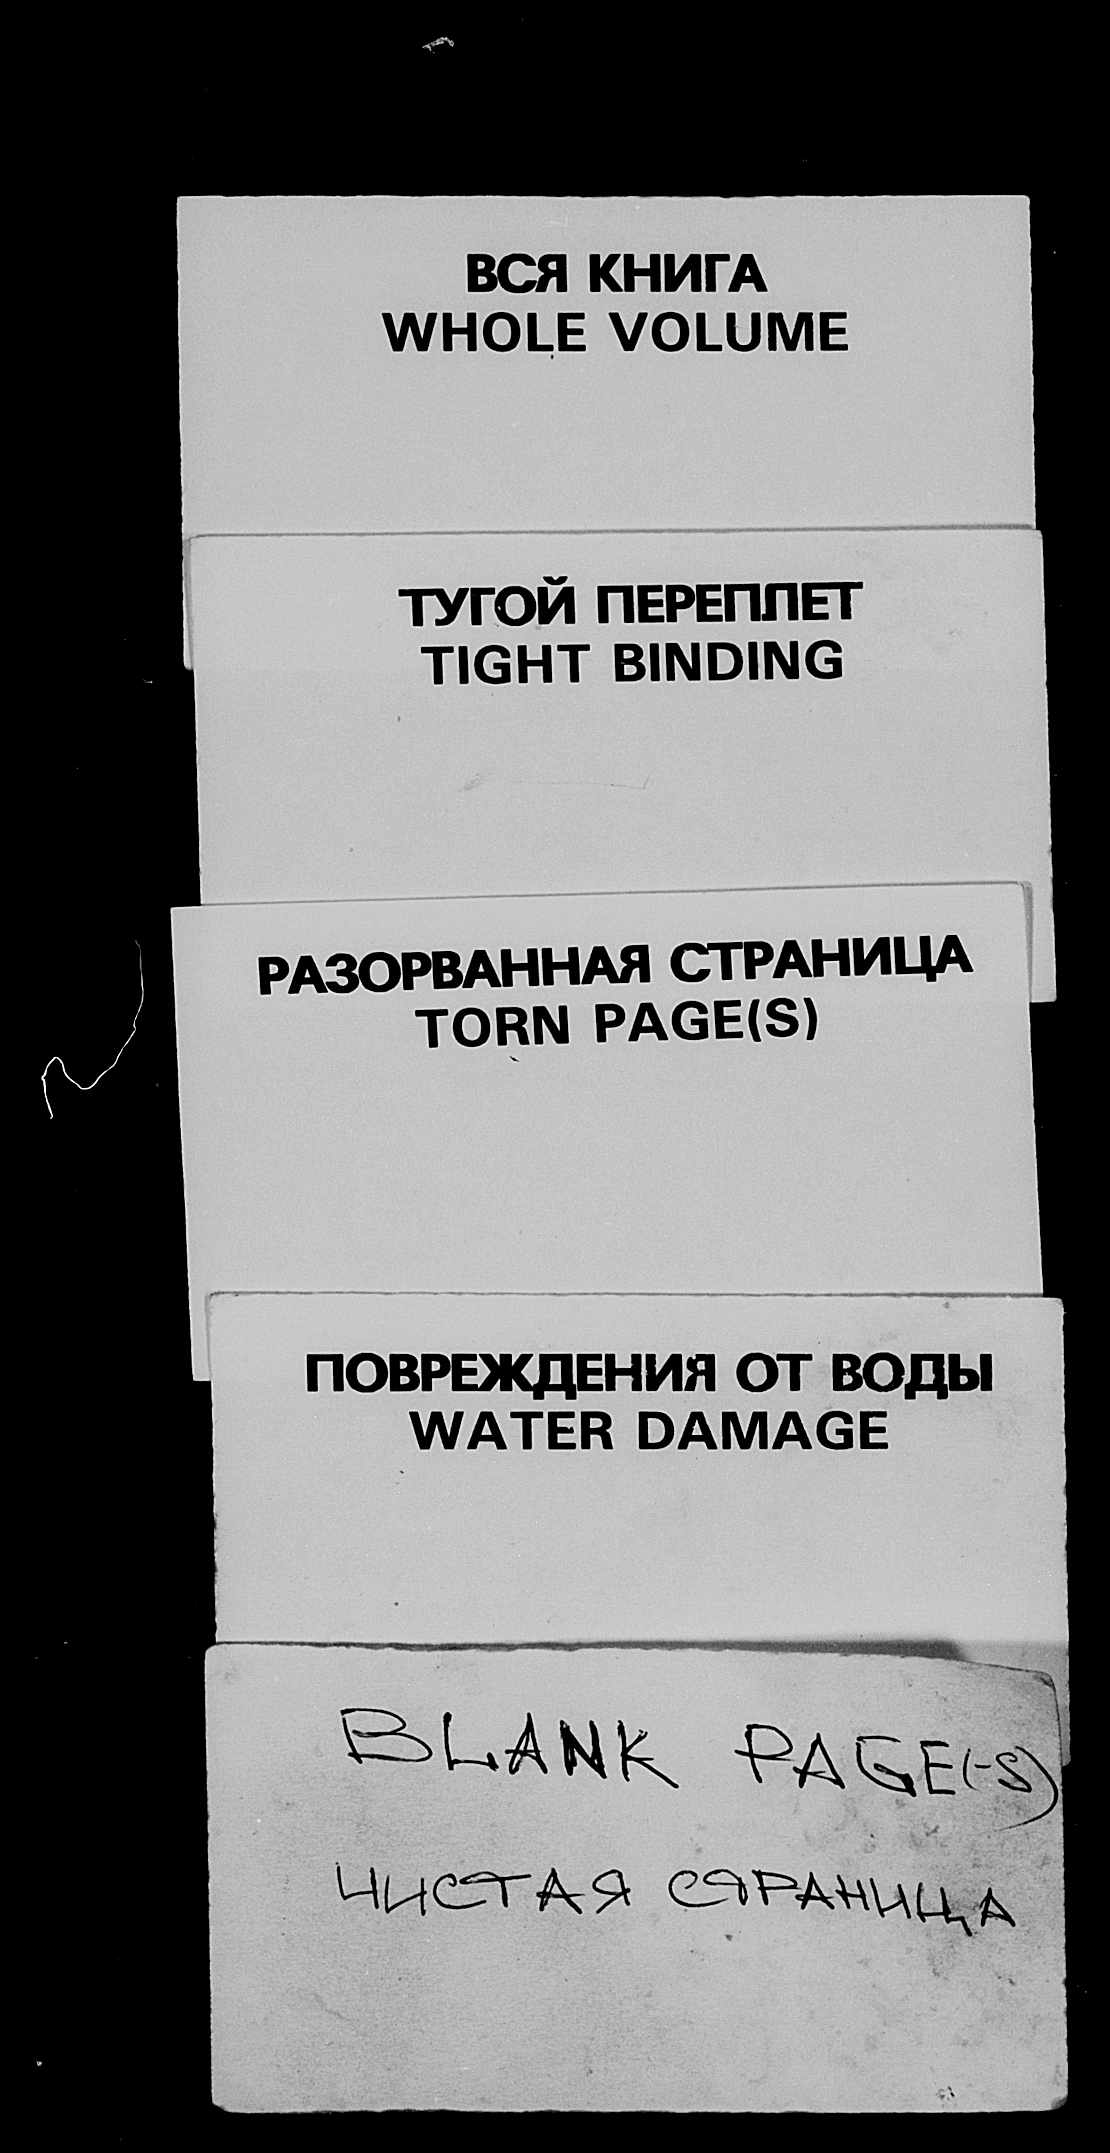 ВСЯ КНИГА
WHOLE VOLUME
ТУГОЙ ПЕРЕПЛЕТ
TIGHT BINDING
РАЗОРВАННАЯ СТРАНИЦА
TORN PAGE(S)
ПОВРЕЖДЕНИЯ ОТ ВОДЫ
WATER DAMAGE
BLANK PAGE(-S)
ЧИСТАЯ СТРАНИЦА